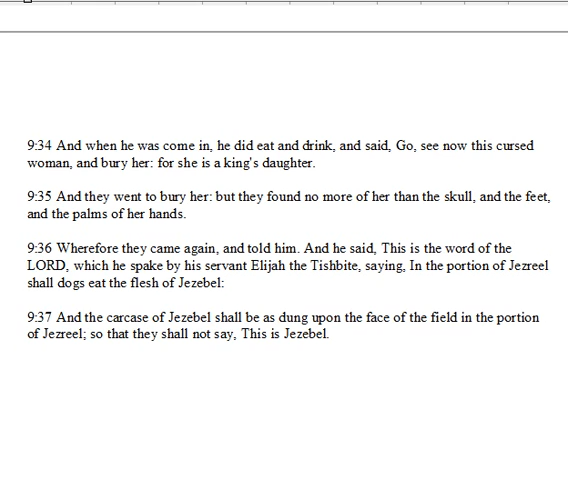 9:34 And when he was come in, he did eat and drink, and said, Go, see now this cursed
woman, and bury her: for she is a king's daughter.
9:35 And they went to bury her: but they found no more of her than the skull, and the feet,
and the palms of her hands.
9:36 Wherefore they came again, and told him. And he said, This is the word of the
LORD, which he spake by his servant Elijah the Tishbite, saying, In the portion of Jezreel
shall dogs eat the flesh of Jezebel:
9:37 And the carcase of Jezebel shall be as dung upon the face of the field in the portion
of Jezreel; so that they shall not say, This is Jezebel.